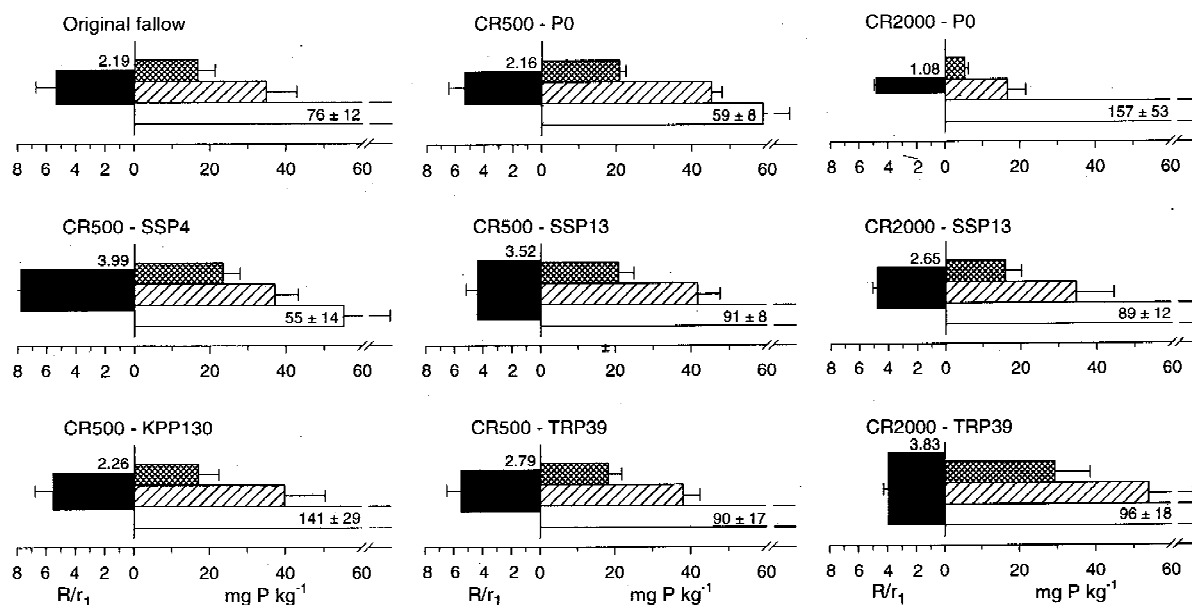 Original fallow
CR500 - P0
CR2000 - P0
2.19
76 ± 12
2.16
59 ± 8
1.08
157 ± 53
8 6 4 2 0 20 40 60
8 6 4 2 0 20 40 60
8 6 4 2 0 20 40 60
CR500 - SSP4
CR500 - SSP13
CR2000 - SSP13
3.99
55 ± 14
3.52
91 ± 8
2.65
89 ± 12
8 6 4 2 0 20 40 60
8 6 4 2 0 20 40 60
8 6 4 2 0 20 40 60
CR500 - KPP130
CR500 - TRP39
CR2000 - TRP39
2.26
141 ± 29
2.79
90 ± 17
3.83
96 ± 18
8 6 4 2 0 20 40 60
8 6 4 2 0 20 40 60
8 6 4 2 0 20 40 60
R/r1 mg P kg-1
R/r1 mg P kg-1
R/r1 mg P kg-1